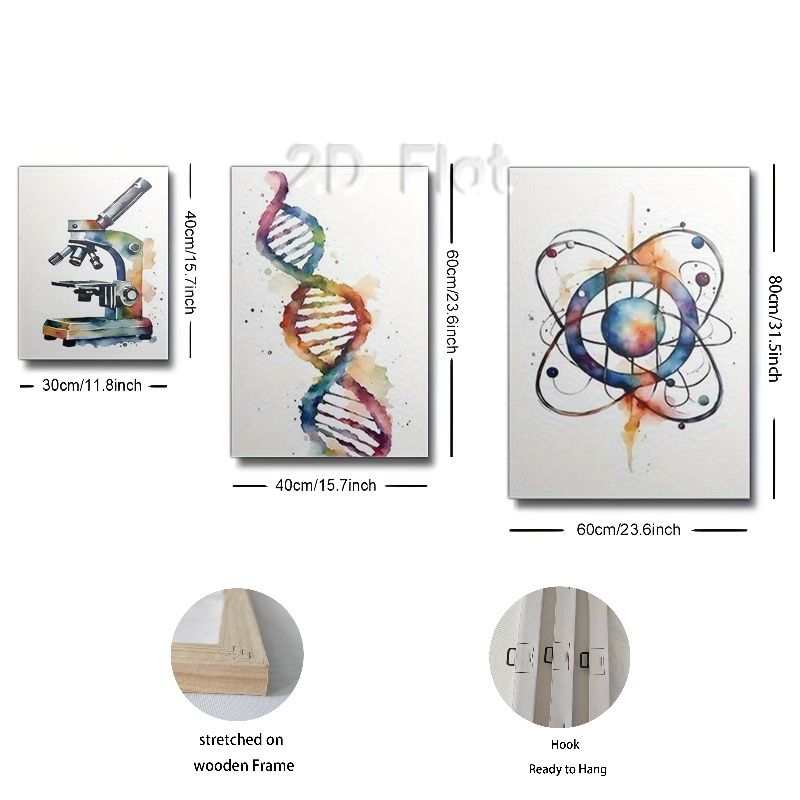 2D Flat
40cm/15.7inch
30cm/11.8inch
60cm/23.6inch
40cm/15.7inch
80cm/31.5inch
60cm/23.6inch
stretched on
wooden Frame
Hook
Ready to Hang